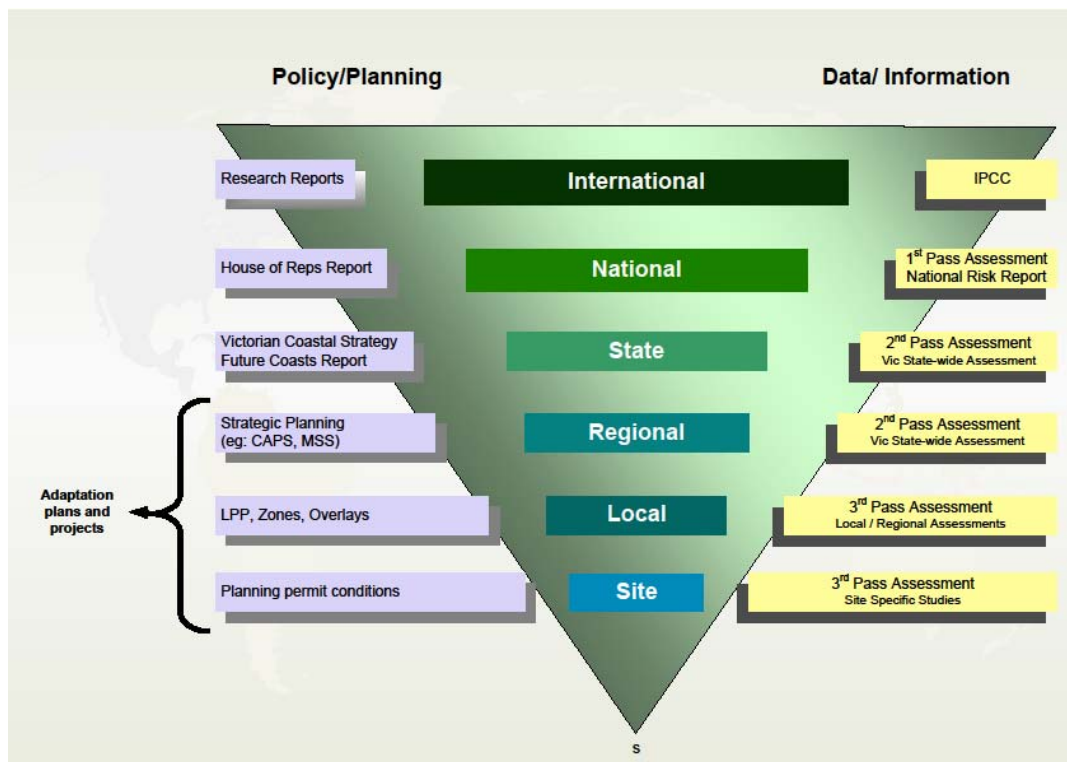 Policy/Planning
Data/ Information
Research Reports
International
IPCC
House of Reps Report
National
1st Pass Assessment
National Risk Report
Victorian Coastal Strategy
Future Coasts Report
State
2nd Pass Assessment
Vic State-wide Assessment
Strategic Planning
(eg: CAPS, MSS)
Regional
2nd Pass Assessment
Vic State-wide Assessment
Adaptation
plans and
projects
LPP, Zones, Overlays
Local
3rd Pass Assessment
Local / Regional Assessments
Planning permit conditions
Site
3rd Pass Assessment
Site Specific Studies
s